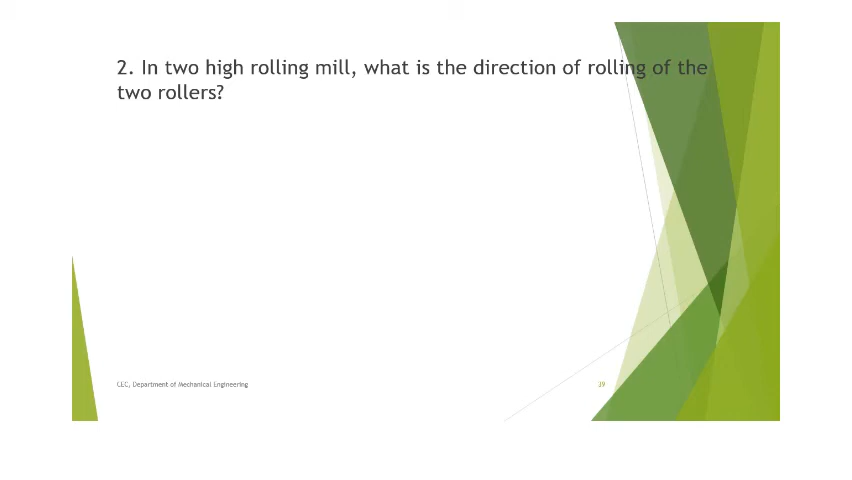 2. In two high rolling mill, what is the direction of rolling of the
two rollers?
CEC, Department of Mechanical Engineering
39